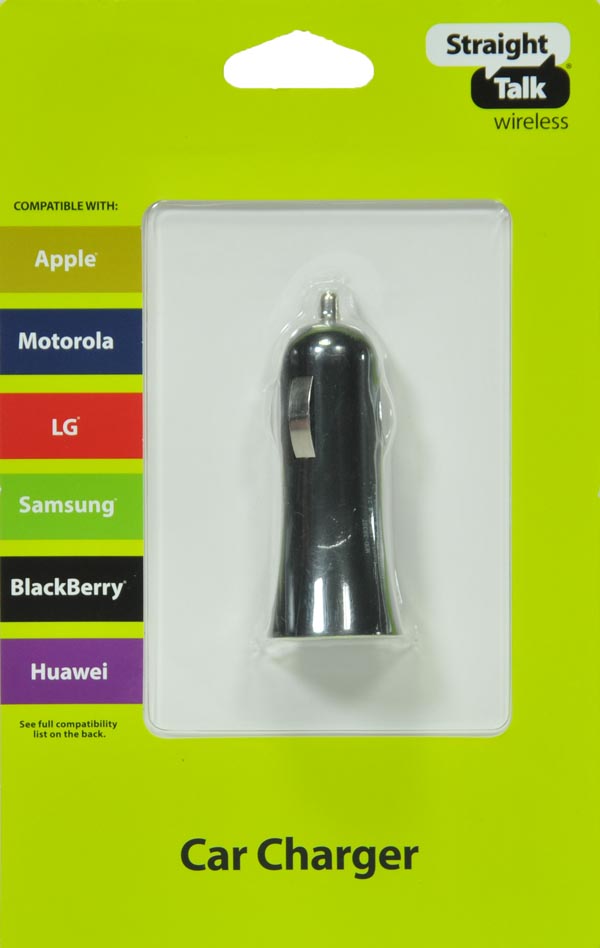 Straight
Talk®
wireless
COMPATIBLE WITH:
Apple®
Motorola
LG®
Samsung®
BlackBerry®
Huawei
See full compatibility
list on the back.
Car Charger